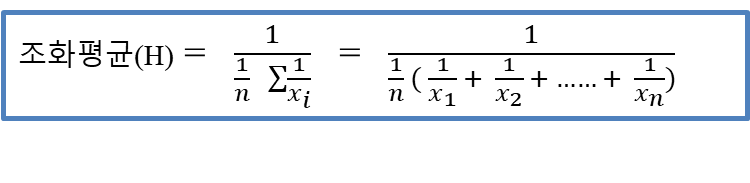 조화평균(H) = 1 / (1/n ∑ 1/xᵢ) = 1 / (1/n (1/x₁ + 1/x₂ + ...... + 1/xₙ))